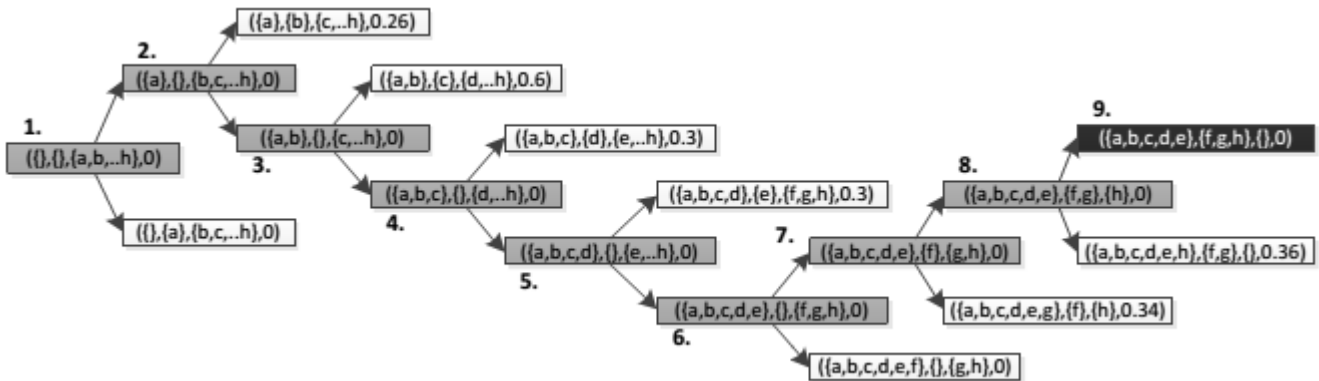 ({a},{b},{c,..h},0.26)
2.
({a},{},{b,c,..h},0)
({a,b},{c},{d,..h},0.6)
1.
({},{},{a,b,..h},0)
({a,b},{},{c,..h},0)
3.
({a,b,c},{d},{e,..h},0.3)
9.
({a,b,c,d,e},{f,g,h},{},0)
({a,b,c},{},{d,..h},0)
4.
({a,b,c,d},{e},{f,g,h},0.3)
8.
({a,b,c,d,e},{f,g},{h},0)
({},{a},{b,c,..h},0)
({a,b,c,d},{},{e,..h},0)
5.
7.
({a,b,c,d,e},{f},{g,h},0)
({a,b,c,d,e,h},{f,g},{},0.36)
({a,b,c,d,e},{},{f,g,h},0)
6.
({a,b,c,d,e,g},{f},{h},0.34)
({a,b,c,d,e,f},{},{g,h},0)